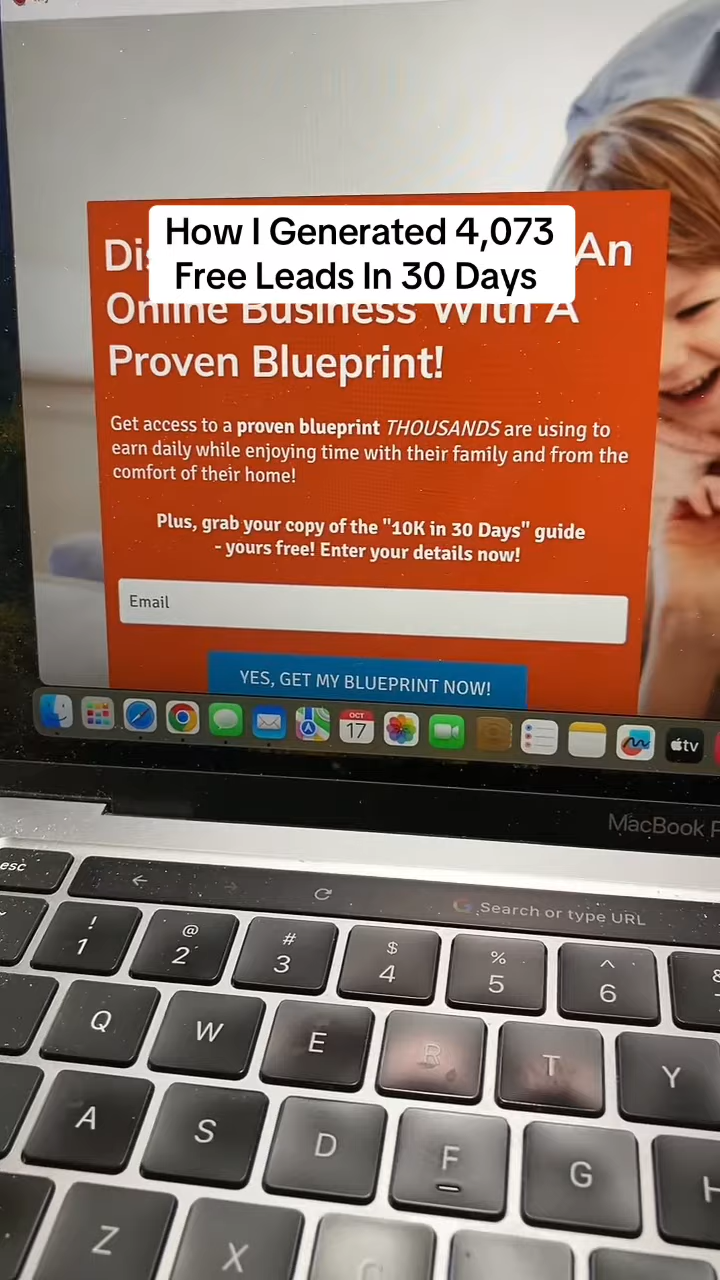 How I Generated 4,073
Free Leads In 30 Days
Dis An
Online Business With A
Proven Blueprint!
Get access to a proven blueprint THOUSANDS are using to
earn daily while enjoying time with their family and from the
comfort of their home!
Plus, grab your copy of the "10K in 30 Days" guide
- yours free! Enter your details now!
Email
YES, GET MY BLUEPRINT NOW!
OCT
17
tv
MacBook P
esc
Search or type URL
! @ # $ % ^
1 2 3 4 5 6
Q W E R T Y
A S D F G H
Z X C